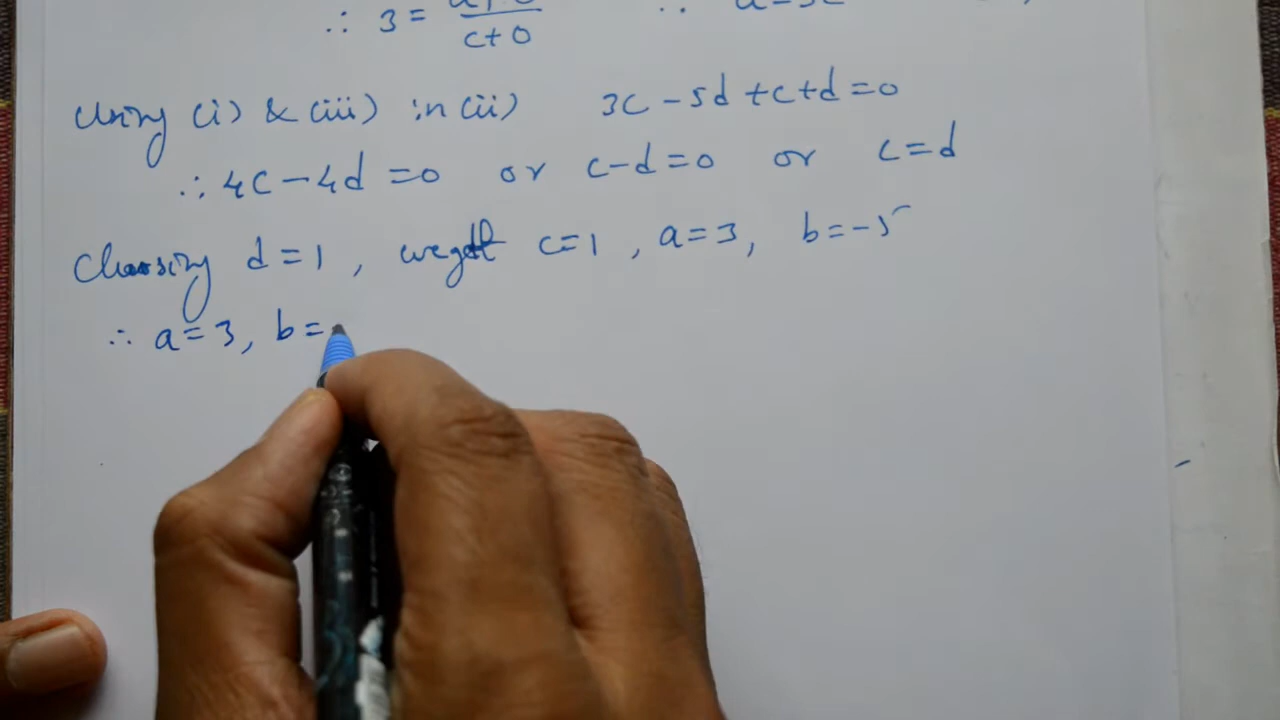 ∴ 3 = / c+0 ∴ a=3c
Using (i) & (iii) in (ii) 3c-5d+c+d=0
∴ 4c-4d=0 or c-d=0 or c=d
Choosing d=1, we get c=1, a=3, b=-5
∴ a=3, b=